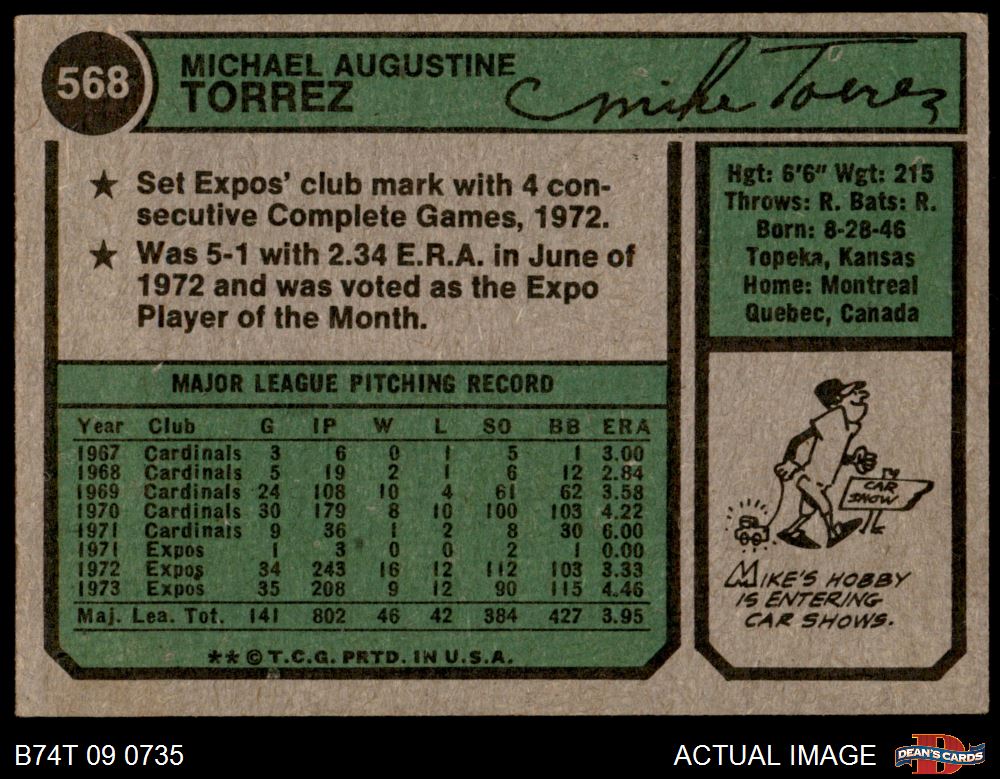 568
MICHAEL AUGUSTINE
TORREZ
Mike Torrez
★ Set Expos' club mark with 4 con-
secutive Complete Games, 1972.
★ Was 5-1 with 2.34 E.R.A. in June of
1972 and was voted as the Expo
Player of the Month.
Hgt: 6'6" Wgt: 215
Throws: R. Bats: R.
Born: 8-28-46
Topeka, Kansas
Home: Montreal
Quebec, Canada
MAJOR LEAGUE PITCHING RECORD
Year Club G IP W L SO BB ERA
1967 Cardinals 3 6 0 1 5 1 3.00
1968 Cardinals 5 19 2 1 6 12 2.84
1969 Cardinals 24 108 10 4 61 62 3.58
1970 Cardinals 30 179 8 10 100 103 4.22
1971 Cardinals 9 36 1 2 8 30 6.00
1971 Expos 1 3 0 0 2 1 0.00
1972 Expos 34 243 16 12 112 103 3.33
1973 Expos 35 208 9 12 90 115 4.46
Maj. Lea. Tot. 141 802 46 42 384 427 3.95
** © T.C.G. PRTD. IN U.S.A.
CAR
SHOW
MIKE'S HOBBY
IS ENTERING
CAR SHOWS.
B74T 09 0735
ACTUAL IMAGE
DEAN'S CARDS